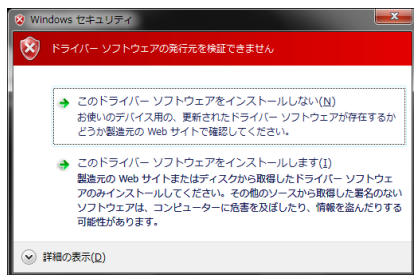 Windows セキュリティ
ドライバー ソフトウェアの発行元を検証できません
このドライバー ソフトウェアをインストールしない(N)
お使いのデバイス用の、更新されたドライバー ソフトウェアが存在するか
どうか製造元の Web サイトで確認してください。
このドライバー ソフトウェアをインストールします(I)
製造元の Web サイトまたはディスクから取得したドライバー ソフトウェ
アのみインストールしてください。その他のソースから取得した署名のない
ソフトウェアは、コンピューターに危害を及ぼしたり、情報を盗んだりする
可能性があります。
詳細の表示(D)